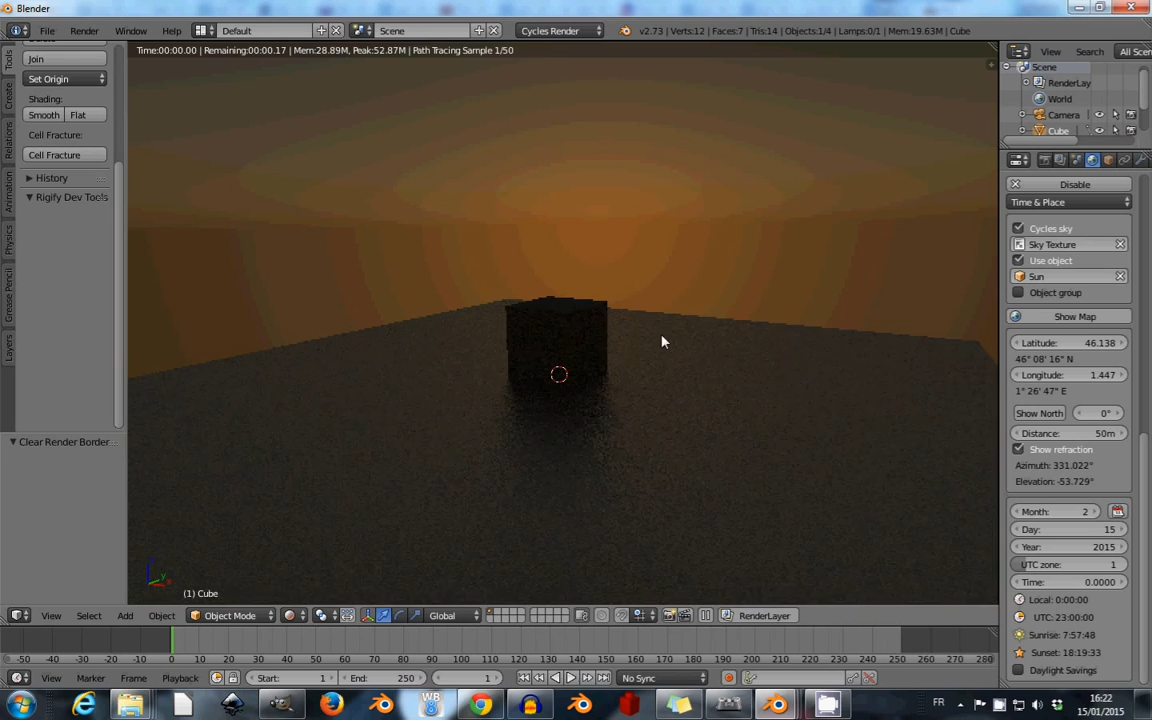 Blender
File Render Window Help Default Scene Cycles Render v2.73 | Verts:12 | Faces:7 | Tris:14 | Objects:1/4 | Lamps:0/1 | Mem:19.63M | Cube
Time:00:00.00 | Remaining:00:00.17 | Mem:28.89M, Peak:52.87M | Path Tracing Sample 1/50
Tools
Create
Relations
Animation
Physics
Grease Pencil
Layers
Join
Set Origin
Shading:
Smooth Flat
Cell Fracture:
Cell Fracture
History
Rigify Dev Tools
Clear Render Border
(1) Cube
View Search All Scen
Scene
RenderLay
World
Camera
Cube
Disable
Time & Place
Cycles sky
Sky Texture
Use object
Sun
Object group
Show Map
Latitude: 46.138
46° 08' 16" N
Longitude: 1.447
1° 26' 47" E
Show North 0°
Distance: 50m
Show refraction
Azimuth: 331.022°
Elevation: -53.729°
Month: 2
Day: 15
Year: 2015
UTC zone: 1
Time: 0.0000
Local: 0:00:00
UTC: 23:00:00
Sunrise: 7:57:48
Sunset: 18:19:33
Daylight Savings
View Select Add Object Object Mode Global RenderLayer
-50 -40 -30 -20 -10 0 10 20 30 40 50 60 70 80 90 100 110 120 130 140 150 160 170 180 190 200 210 220 230 240 250 260 270 280
View Marker Frame Playback Start: 1 End: 250 1 No Sync
FR 16:22
15/01/2015